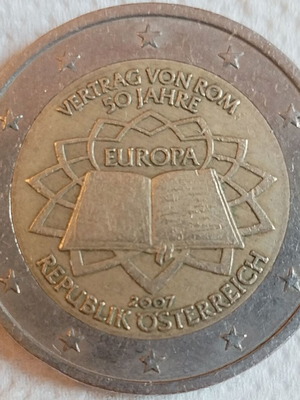 VERTRAG VON ROM
50 JAHRE
EUROPA
2007
REPUBLIK ÖSTERREICH